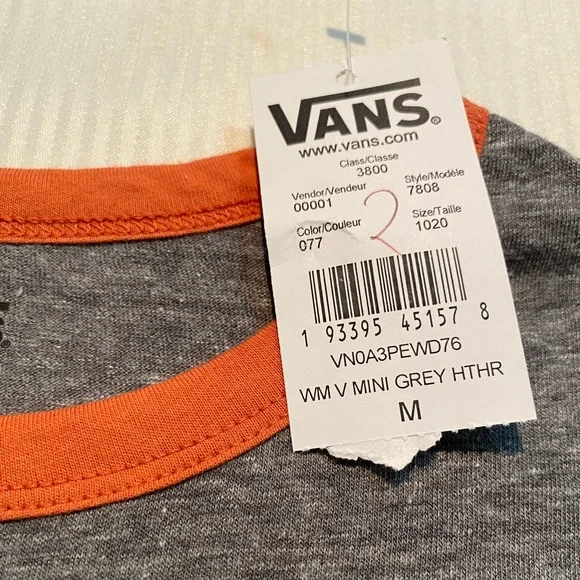 VANS®
www.vans.com
Class/Classe
3800
Vendor/Vendeur Style/Modèle
00001 7808
Color/Couleur 2 Size/Taille
077 1020
1 93395 45157 8
VN0A3PEWD76
WM V MINI GREY HTHR
M